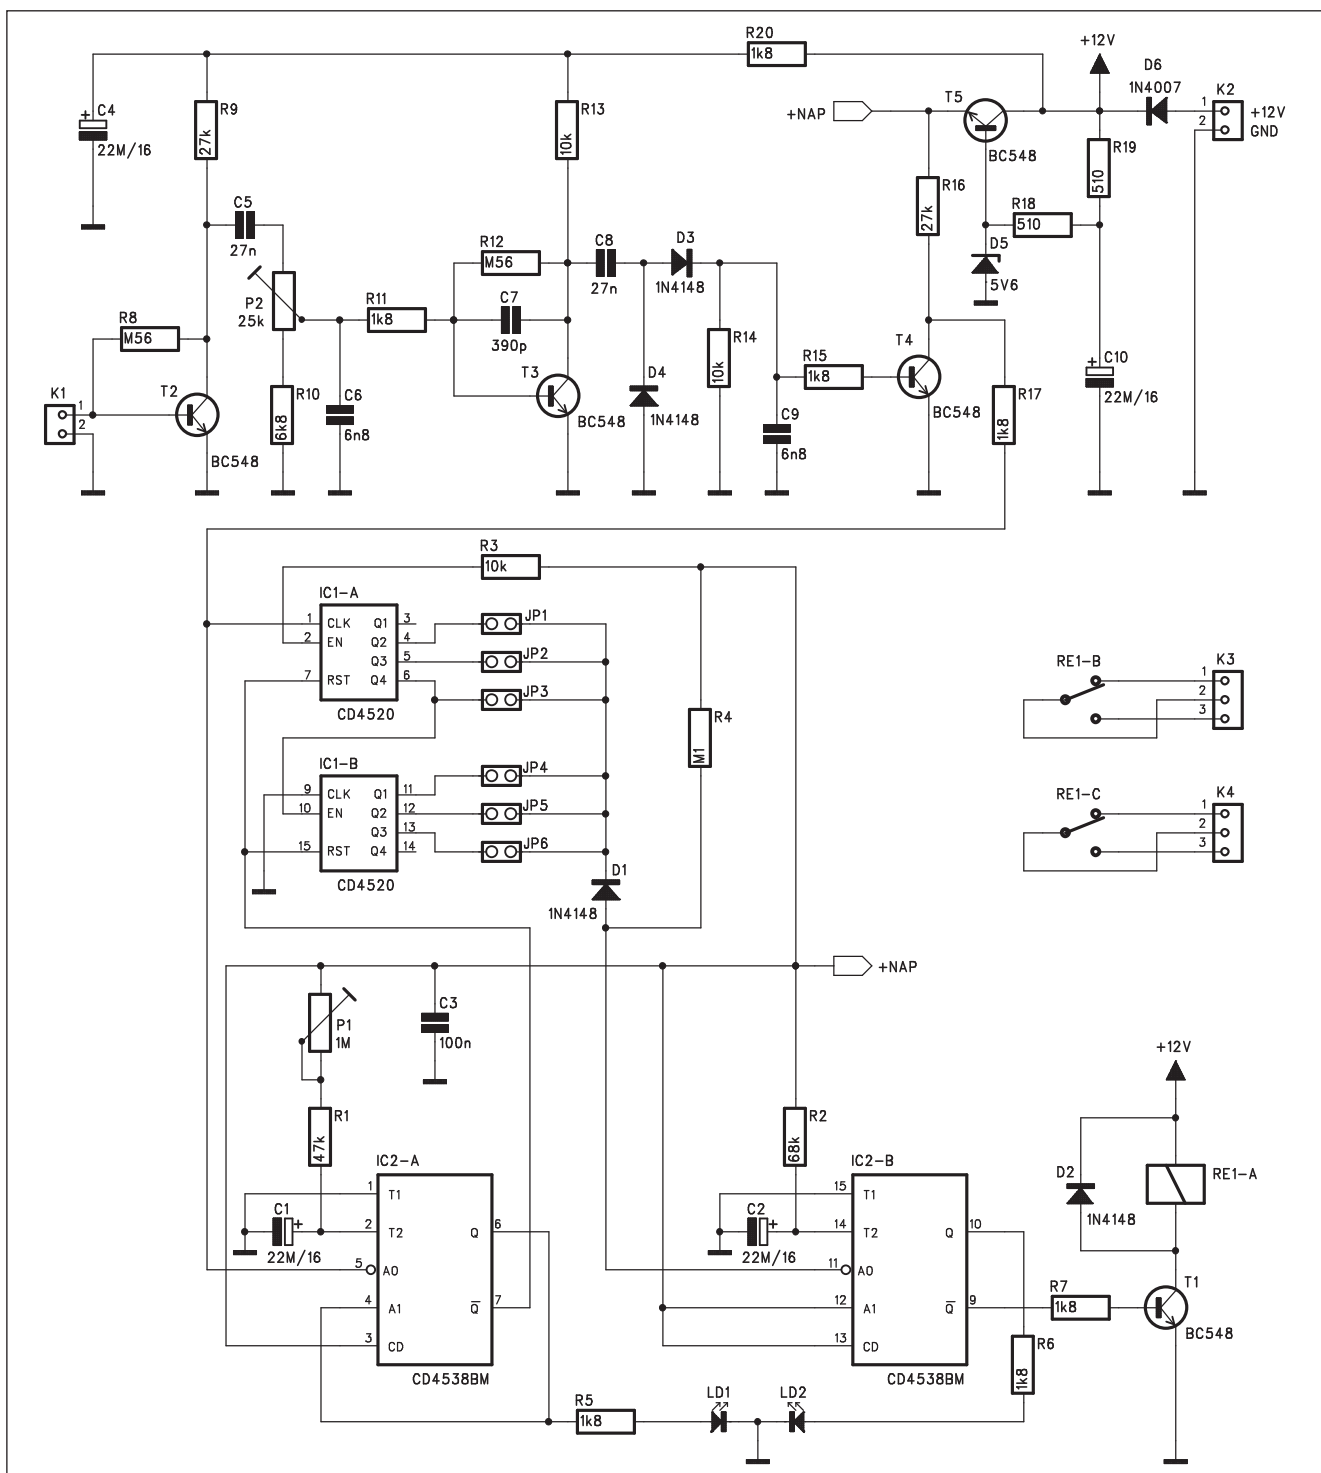 R20
1k8
+12V
D6
1N4007
K2
1
+12V
2
GND
+
C4
22M/16
R9
27k
R13
10k
+NAP
T5
BC548
R19
510
R16
27k
R18
510
D5
5V6
C5
27n
P2
25k
R12
M56
C8
27n
D3
1N4148
R11
1k8
C7
390p
R8
M56
R14
10k
T4
BC548
R15
1k8
+
C10
22M/16
K1
1
2
T2
BC548
R10
6k8
C6
6n8
T3
BC548
D4
1N4148
C9
6n8
R17
1k8
R3
10k
IC1-A
1
CLK
Q1
3
2
EN
Q2
4
Q3
5
7
RST
Q4
6
CD4520
JP1
JP2
JP3
R4
M1
RE1-B
K3
1
2
3
IC1-B
9
CLK
Q1
11
10
EN
Q2
12
Q3
13
15
RST
Q4
14
CD4520
JP4
JP5
JP6
RE1-C
K4
1
2
3
D1
1N4148
+NAP
P1
1M
C3
100n
+12V
R1
47k
R2
68k
IC2-A
1
T1
2
T2
Q
6
5
A0
4
A1
Q
7
3
CD
CD4538BM
C1
+
22M/16
IC2-B
15
T1
14
T2
Q
10
11
A0
12
A1
Q
9
13
CD
CD4538BM
C2
+
22M/16
D2
1N4148
RE1-A
R7
1k8
T1
BC548
R6
1k8
R5
1k8
LD1
LD2